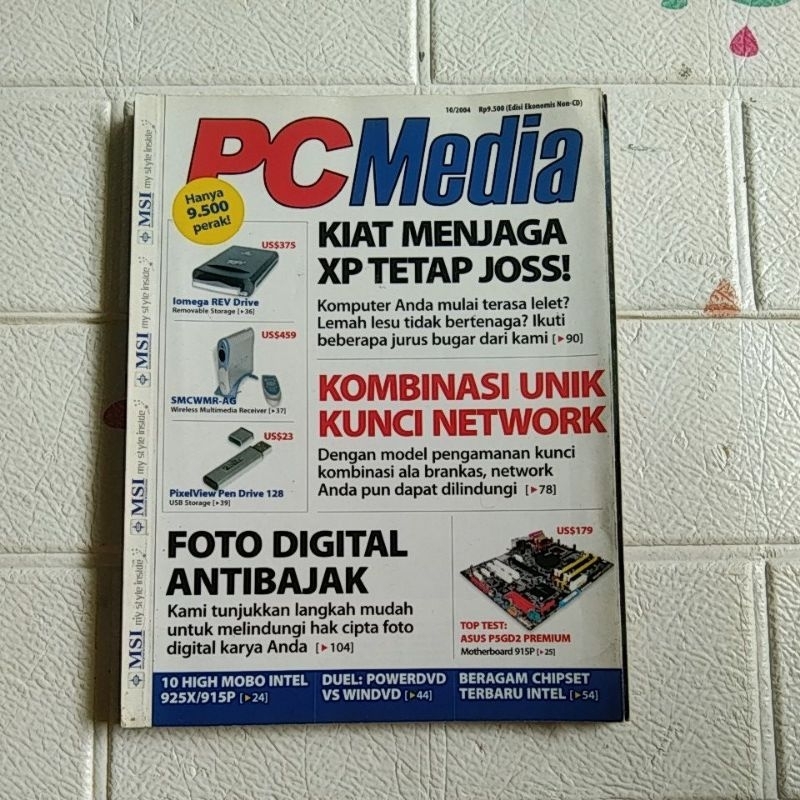 10/2004 Rp9.500 (Edisi Ekonomis Non-CD)
PCMedia
Hanya
9.500
perak!
US$375
Iomega REV Drive
Removable Storage [▸36]
US$459
SMCWMR-AG
Wireless Multimedia Receiver [▸37]
US$23
PixelView Pen Drive 128
USB Storage [▸39]
KIAT MENJAGA
XP TETAP JOSS!
Komputer Anda mulai terasa lelet?
Lemah lesu tidak bertenaga? Ikuti
beberapa jurus bugar dari kami [▸90]
KOMBINASI UNIK
KUNCI NETWORK
Dengan model pengamanan kunci
kombinasi ala brankas, network
Anda pun dapat dilindungi [▸78]
FOTO DIGITAL
ANTIBAJAK
Kami tunjukkan langkah mudah
untuk melindungi hak cipta foto
digital karya Anda [▸104]
US$179
TOP TEST:
ASUS P5GD2 PREMIUM
Motherboard 915P [▸25]
10 HIGH MOBO INTEL
925X/915P [▸24]
DUEL: POWERDVD
VS WINDVD [▸44]
BERAGAM CHIPSET
TERBARU INTEL [▸54]
MSI my style inside
MSI my style inside
MSI my style inside
MSI my style inside